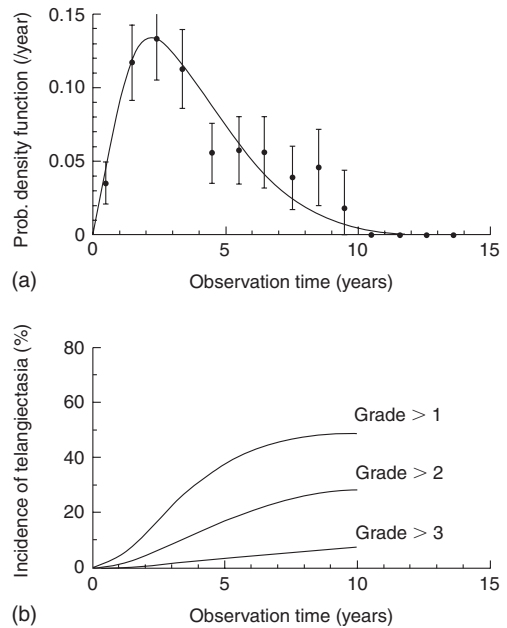 0.15
0.10
0.05
0
Prob. density function (/year)
0 5 10 15
(a)
Observation time (years)
80
60
40
20
0
Incidence of telangiectasia (%)
Grade > 1
Grade > 2
Grade > 3
0 5 10 15
(b)
Observation time (years)